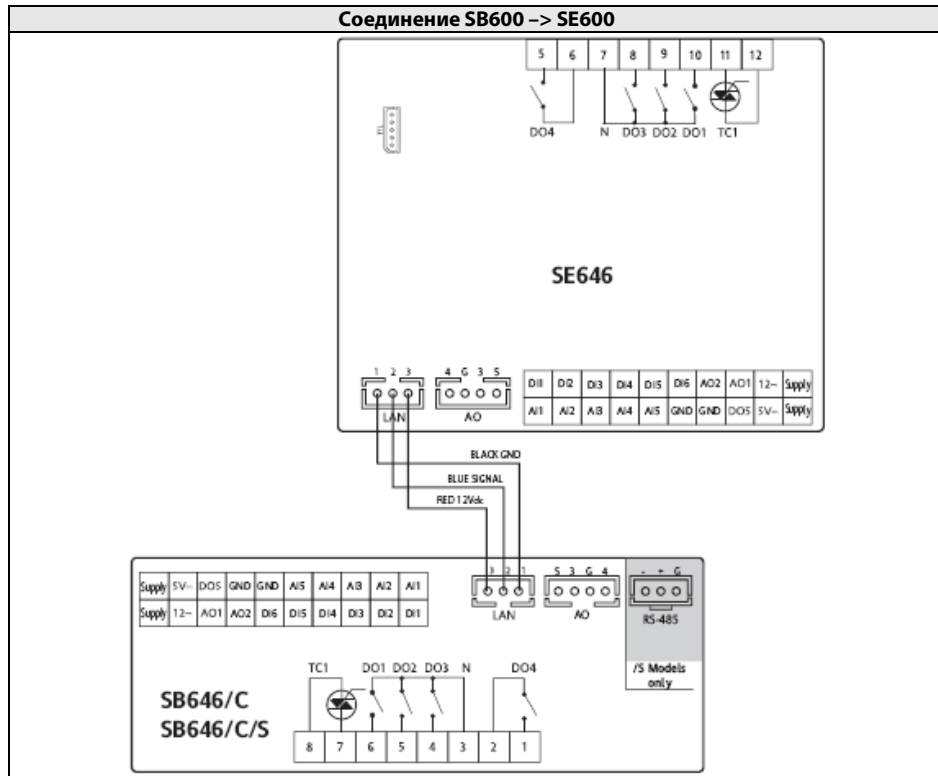 Соединение SB600 –> SE600
5 6 7 8 9 10 11 12
DO4 N DO3 DO2 DO1 TC1
SE646
1 2 3
4 G 3 5
LAN
AO
DI1 DI2 DI3 DI4 DI5 DI6 AO2 AO1 12~ Supply
AI1 AI2 AI3 AI4 AI5 GND GND DO5 5V~ Supply
BLACK GND
BLUE SIGNAL
RED 12Vdc
Supply 5V~ DO5 GND GND AI5 AI4 AI3 AI2 AI1
Supply 12~ AO1 AO2 DI6 DI5 DI4 DI3 DI2 DI1
3 2 1
5 3 G 4
- + G
LAN
AO
RS-485
/S Models
only
TC1 DO1 DO2 DO3 N DO4
SB646/C
SB646/C/S
8 7 6 5 4 3 2 1